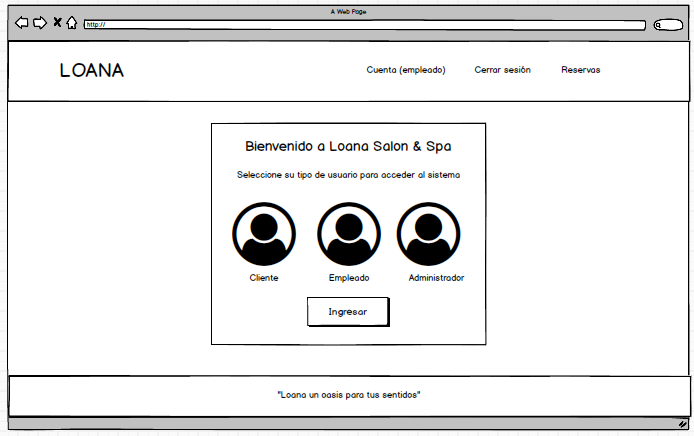 A Web Page
http://
LOANA
Cuenta (empleado) Cerrar sesión Reservas
Bienvenido a Loana Salon & Spa
Seleccione su tipo de usuario para acceder al sistema
Cliente Empleado Administrador
Ingresar
"Loana un oasis para tus sentidos"